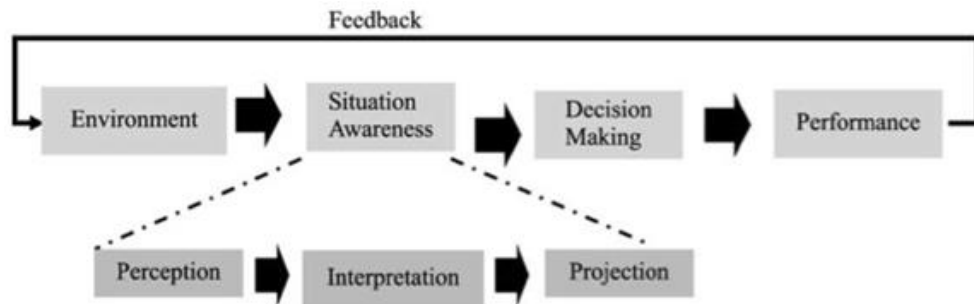 Feedback
Environment
Situation
Awareness
Decision
Making
Performance
Perception
Interpretation
Projection